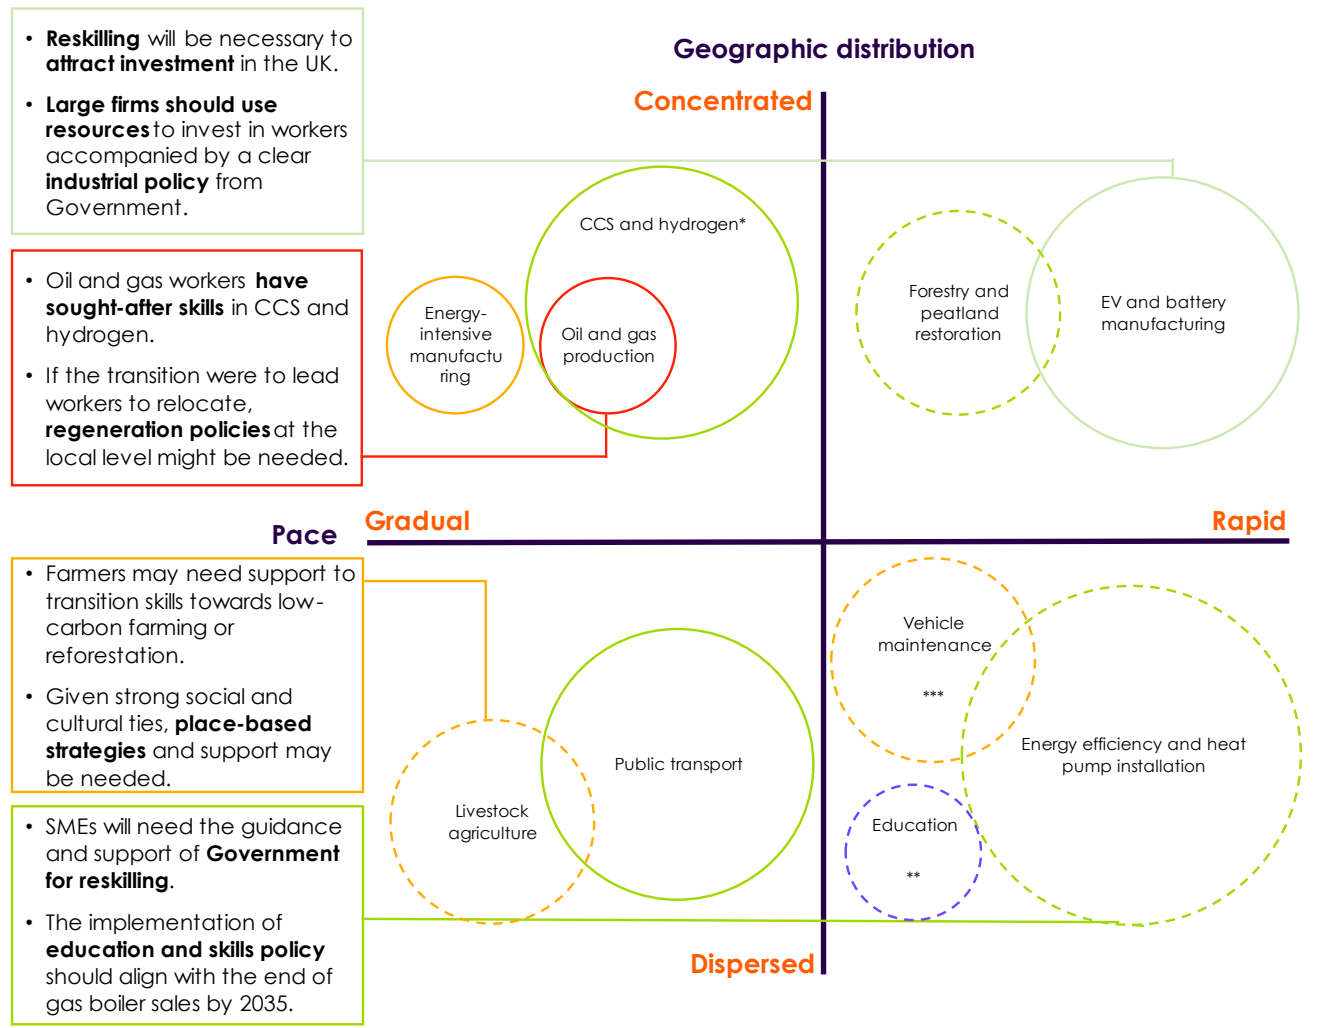 • Reskilling will be necessary to
attract investment in the UK.
• Large firms should use
resources to invest in workers
accompanied by a clear
industrial policy from
Government.
• Oil and gas workers have
sought-after skills in CCS and
hydrogen.
• If the transition were to lead
workers to relocate,
regeneration policies at the
local level might be needed.
Pace
• Farmers may need support to
transition skills towards low-
carbon farming or
reforestation.
• Given strong social and
cultural ties, place-based
strategies and support may
be needed.
• SMEs will need the guidance
and support of Government
for reskilling.
• The implementation of
education and skills policy
should align with the end of
gas boiler sales by 2035.
Geographic distribution
Concentrated
CCS and hydrogen*
Energy-
intensive
manufactu
ring
Oil and gas
production
Forestry and
peatland
restoration
EV and battery
manufacturing
Gradual
Rapid
Vehicle
maintenance
***
Energy efficiency and heat
pump installation
Public transport
Livestock
agriculture
Education
**
Dispersed